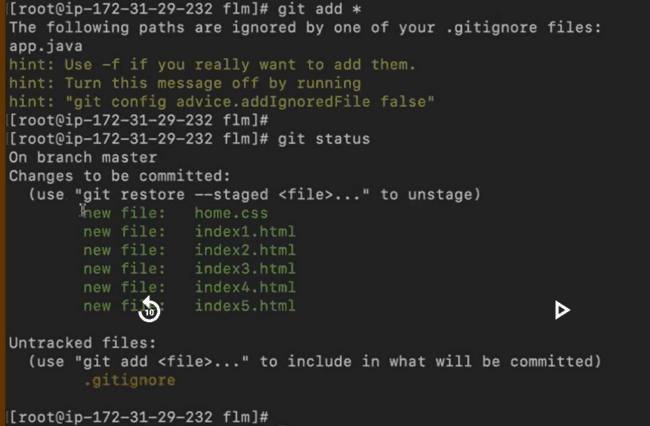 [root@ip-172-31-29-232 flm]# git add *
The following paths are ignored by one of your .gitignore files:
app.java
hint: Use -f if you really want to add them.
hint: Turn this message off by running
hint: "git config advice.addIgnoredFile false"
[root@ip-172-31-29-232 flm]#
[root@ip-172-31-29-232 flm]# git status
On branch master
Changes to be committed:
(use "git restore --staged <file>..." to unstage)
new file: home.css
new file: index1.html
new file: index2.html
new file: index3.html
new file: index4.html
new file: index5.html
10
Untracked files:
(use "git add <file>..." to include in what will be committed)
.gitignore
[root@ip-172-31-29-232 flm]#